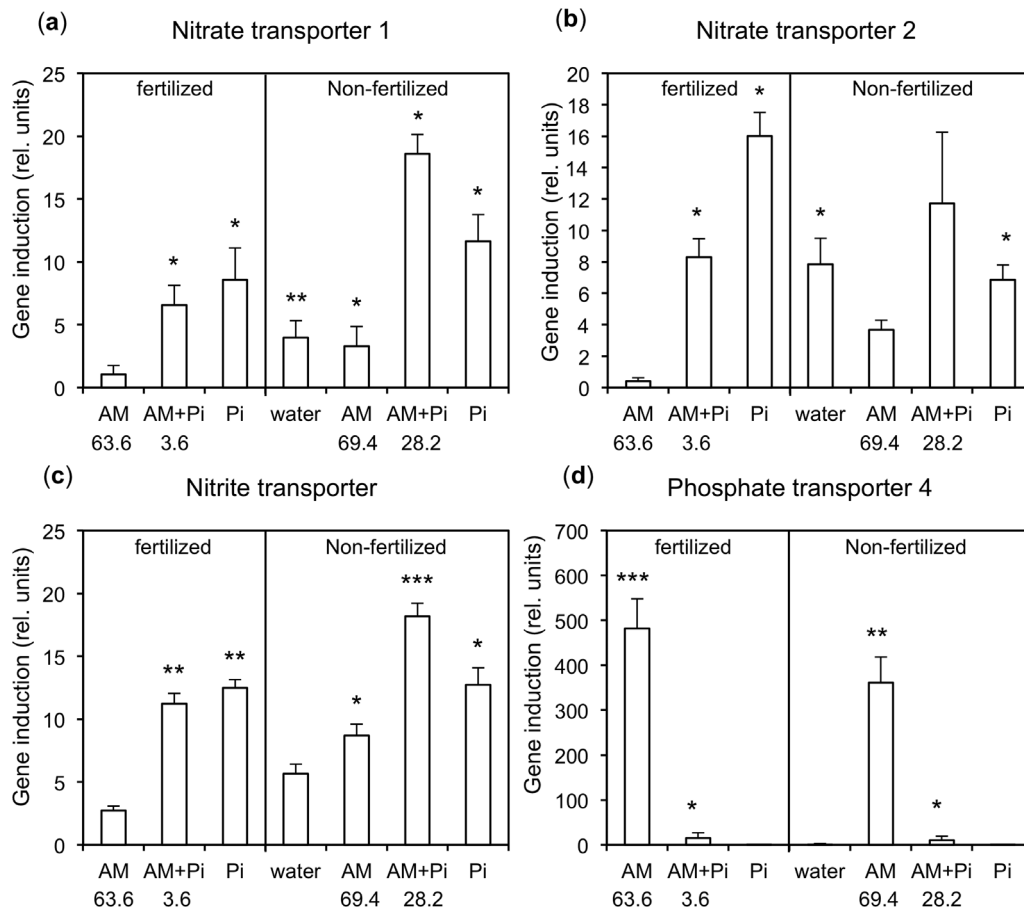 (a) Nitrate transporter 1
Gene induction (rel. units)
25
20
15
10
5
0
fertilized Non-fertilized
*
*
**
*
*
*
AM AM+Pi Pi water AM AM+Pi Pi
63.6 3.6 69.4 28.2
(b) Nitrate transporter 2
Gene induction (rel. units)
20
18
16
14
12
10
8
6
4
2
0
fertilized Non-fertilized
*
*
*
*
AM AM+Pi Pi water AM AM+Pi Pi
63.6 3.6 69.4 28.2
(c) Nitrite transporter
Gene induction (rel. units)
25
20
15
10
5
0
fertilized Non-fertilized
**
**
*
***
*
AM AM+Pi Pi water AM AM+Pi Pi
63.6 3.6 69.4 28.2
(d) Phosphate transporter 4
Gene induction (rel. units)
700
600
500
400
300
200
100
0
fertilized Non-fertilized
***
*
**
*
AM AM+Pi Pi water AM AM+Pi Pi
63.6 3.6 69.4 28.2